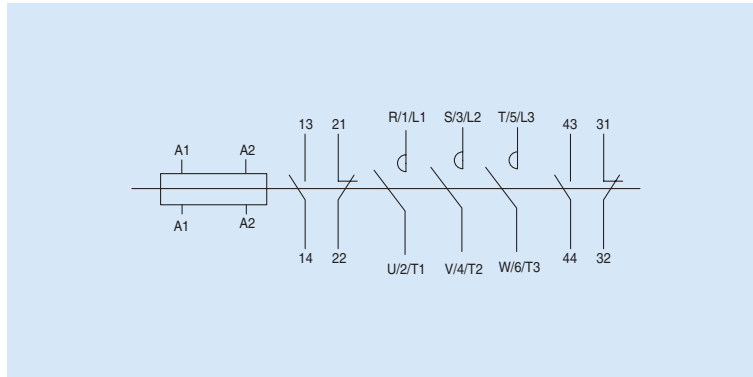 R/1/L1 S/3/L2 T/5/L3
13 21 43 31
A1 A2
A1 A2
14 22 U/2/T1 V/4/T2 W/6/T3 44 32